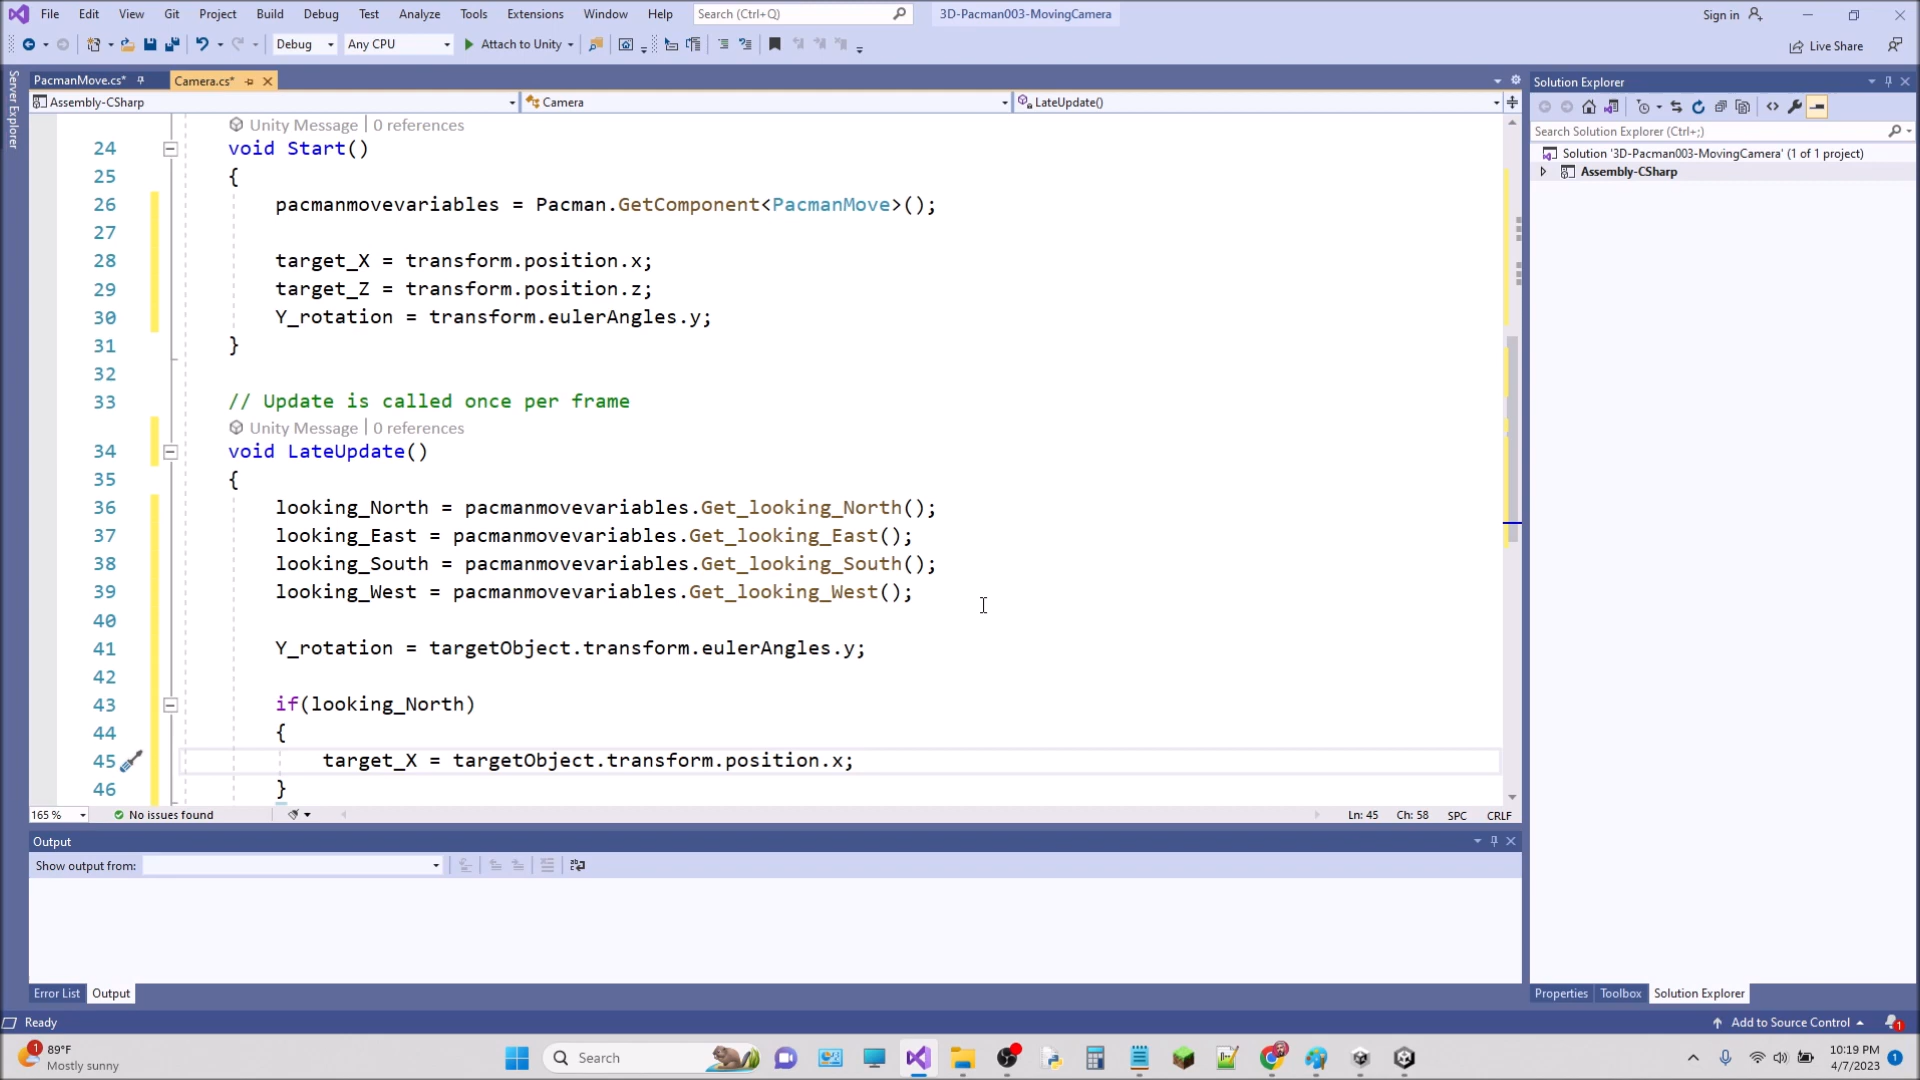 File Edit View Git Project Build Debug Test Analyze Tools Extensions Window Help Search (Ctrl+Q) 3D-Pacman003-MovingCamera Sign in
Debug Any CPU Attach to Unity Live Share
Server Explorer
PacmanMove.cs* Camera.cs*
Assembly-CSharp Camera LateUpdate()
Unity Message | 0 references
24 void Start()
25 {
26 pacmanmovevariables = Pacman.GetComponent<PacmanMove>();
27
28 target_X = transform.position.x;
29 target_Z = transform.position.z;
30 Y_rotation = transform.eulerAngles.y;
31 }
32
33 // Update is called once per frame
Unity Message | 0 references
34 void LateUpdate()
35 {
36 looking_North = pacmanmovevariables.Get_looking_North();
37 looking_East = pacmanmovevariables.Get_looking_East();
38 looking_South = pacmanmovevariables.Get_looking_South();
39 looking_West = pacmanmovevariables.Get_looking_West();
40
41 Y_rotation = targetObject.transform.eulerAngles.y;
42
43 if(looking_North)
44 {
45 target_X = targetObject.transform.position.x;
46 }
165 % No issues found Ln: 45 Ch: 58 SPC CRLF
Output
Show output from:
Error List Output
Solution Explorer
Search Solution Explorer (Ctrl+;)
Solution '3D-Pacman003-MovingCamera' (1 of 1 project)
Assembly-CSharp
Properties Toolbox Solution Explorer
Ready Add to Source Control 1
1 89°F
Mostly sunny
Search
10:19 PM
4/7/2023 1